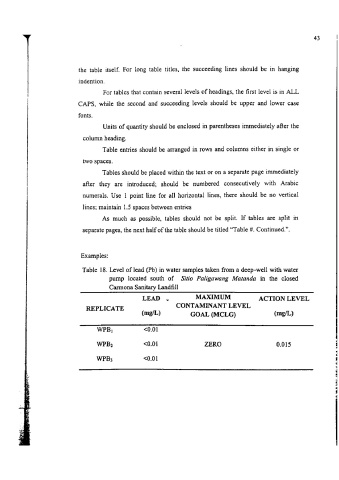 43
the table itself. For long table titles, the succeeding lines should be in hanging
indention.
For tables that contain several levels of headings, the first level is in ALL
CAPS, while the second and succeeding levels should be upper and lower case
fonts.
Units of quantity should be enclosed in parentheses immediately after the
column heading.
Table entries should be arranged in rows and columns either in single or
two spaces.
Tables should be placed within the text or on a separate page immediately
after they are introduced; should be numbered consecutively with Arabic
numerals. Use 1 point line for all horizontal lines, there should be no vertical
lines; maintain 1.5 spaces between entries
As much as possible, tables should not be split. If tables are split in
separate pages, the next half of the table should be titled “Table #. Continued.”.
Examples:
Table 18. Level of lead (Pb) in water samples taken from a deep-well with water
pump located south of Sitio Paligawang Matanda in the closed
Carmona Sanitary Landfill
REPLICATE LEAD (mg/L) MAXIMUM CONTAMINANT LEVEL GOAL (MCLG) ACTION LEVEL (mg/L)
WPB₁ <0.01
WPB₂ <0.01 ZERO 0.015
WPB₃ <0.01